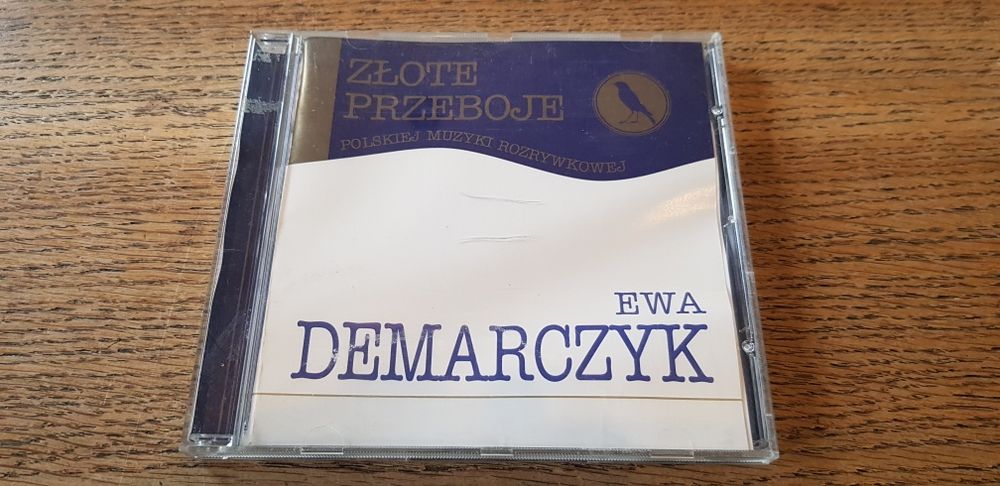 ZŁOTE
PRZEBOJE
POLSKIEJ MUZYKI ROZRYWKOWEJ
EWA
DEMARCZYK